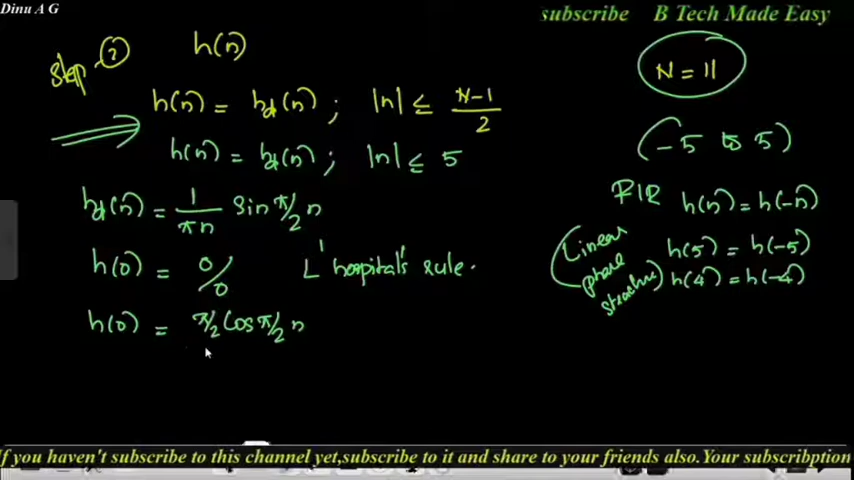 Dinu A G
subscribe B Tech Made Easy
Step-②
h(n)
h(n) = hd(n) ; |n| ≤ N-1/2
h(n) = hd(n) ; |n| ≤ 5
hd(n) = 1/πn sin π/2 n
h(0) = 0/0 L'hospital's rule.
h(0) = π/2 Cos π/2 n
N = 11
(-5 to 5)
FIR h(n) = h(-n)
(Linear phase structure)
h(5) = h(-5)
h(4) = h(-4)
If you haven't subscribe to this channel yet,subscribe to it and share to your friends also.Your subscribption